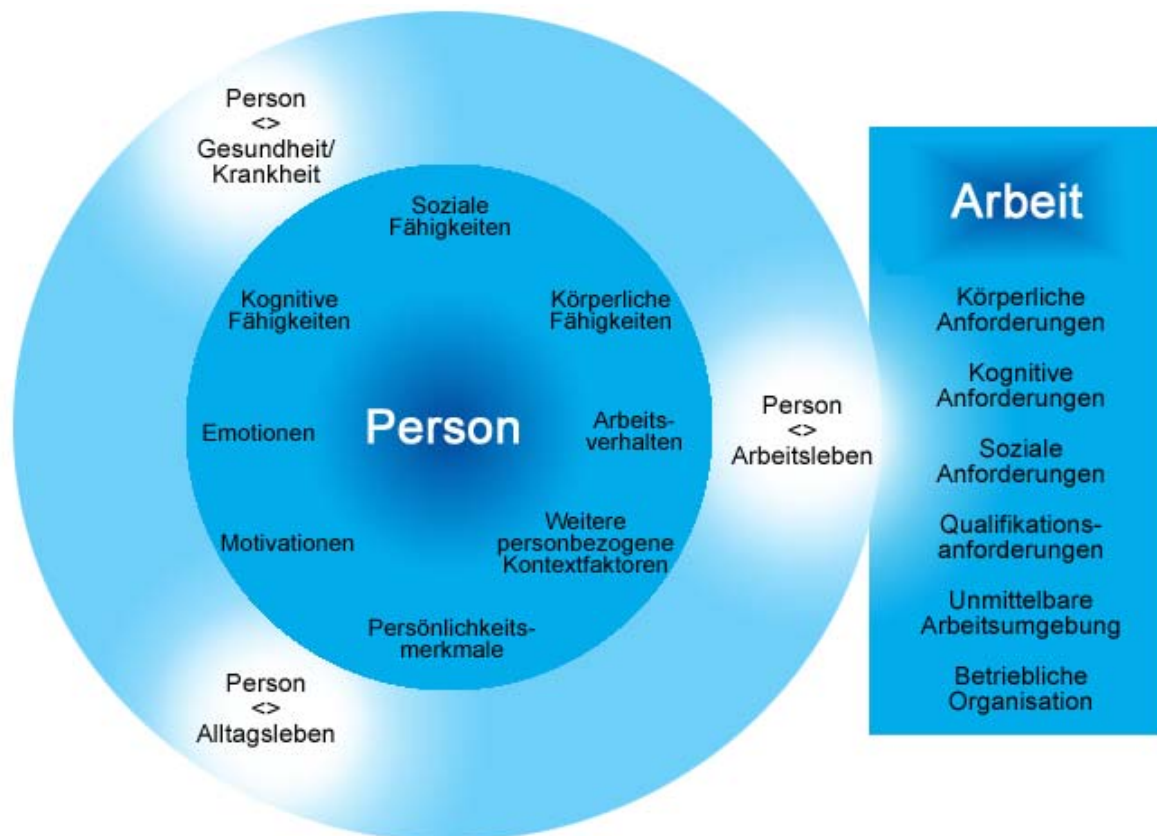 Person
<>
Gesundheit/
Krankheit
Soziale
Fähigkeiten
Kognitive
Fähigkeiten
Körperliche
Fähigkeiten
Emotionen
Person
Arbeits-
verhalten
Motivationen
Weitere
personbezogene
Kontextfaktoren
Persönlichkeits-
merkmale
Person
<>
Alltagsleben
Person
<>
Arbeitsleben
Arbeit
Körperliche
Anforderungen
Kognitive
Anforderungen
Soziale
Anforderungen
Qualifikations-
anforderungen
Unmittelbare
Arbeitsumgebung
Betriebliche
Organisation